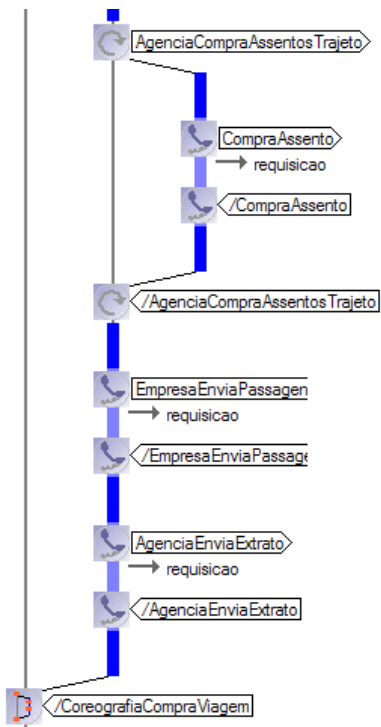 AgenciaCompraAssentosTrajeto
CompraAssento
requisicao
/CompraAssento
/AgenciaCompraAssentosTrajeto
EmpresaEnviaPassagen
requisicao
/EmpresaEnviaPassage
AgenciaEnviaExtrato
requisicao
/AgenciaEnviaExtrato
/CoreografiaCompraViagem